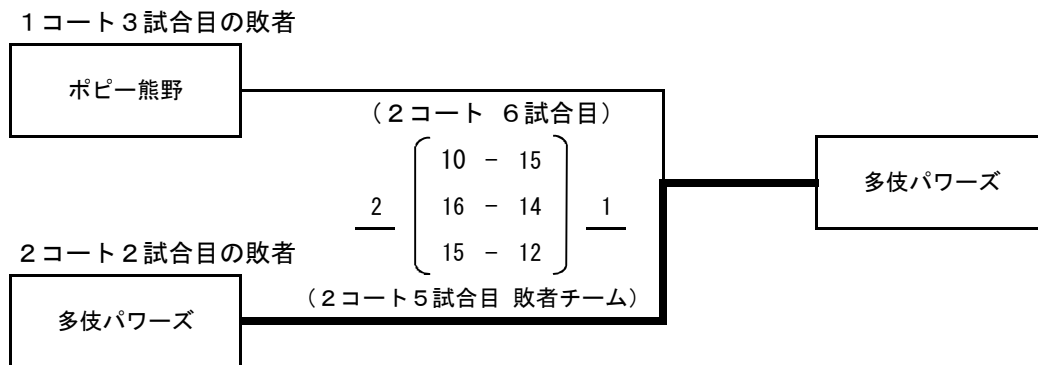 １コート３試合目の敗者
ポピー熊野
（２コート ６試合目）
10 － 15
多伎パワーズ
2 16 － 14 1
15 － 12
２コート２試合目の敗者
（２コート５試合目 敗者チーム）
多伎パワーズ